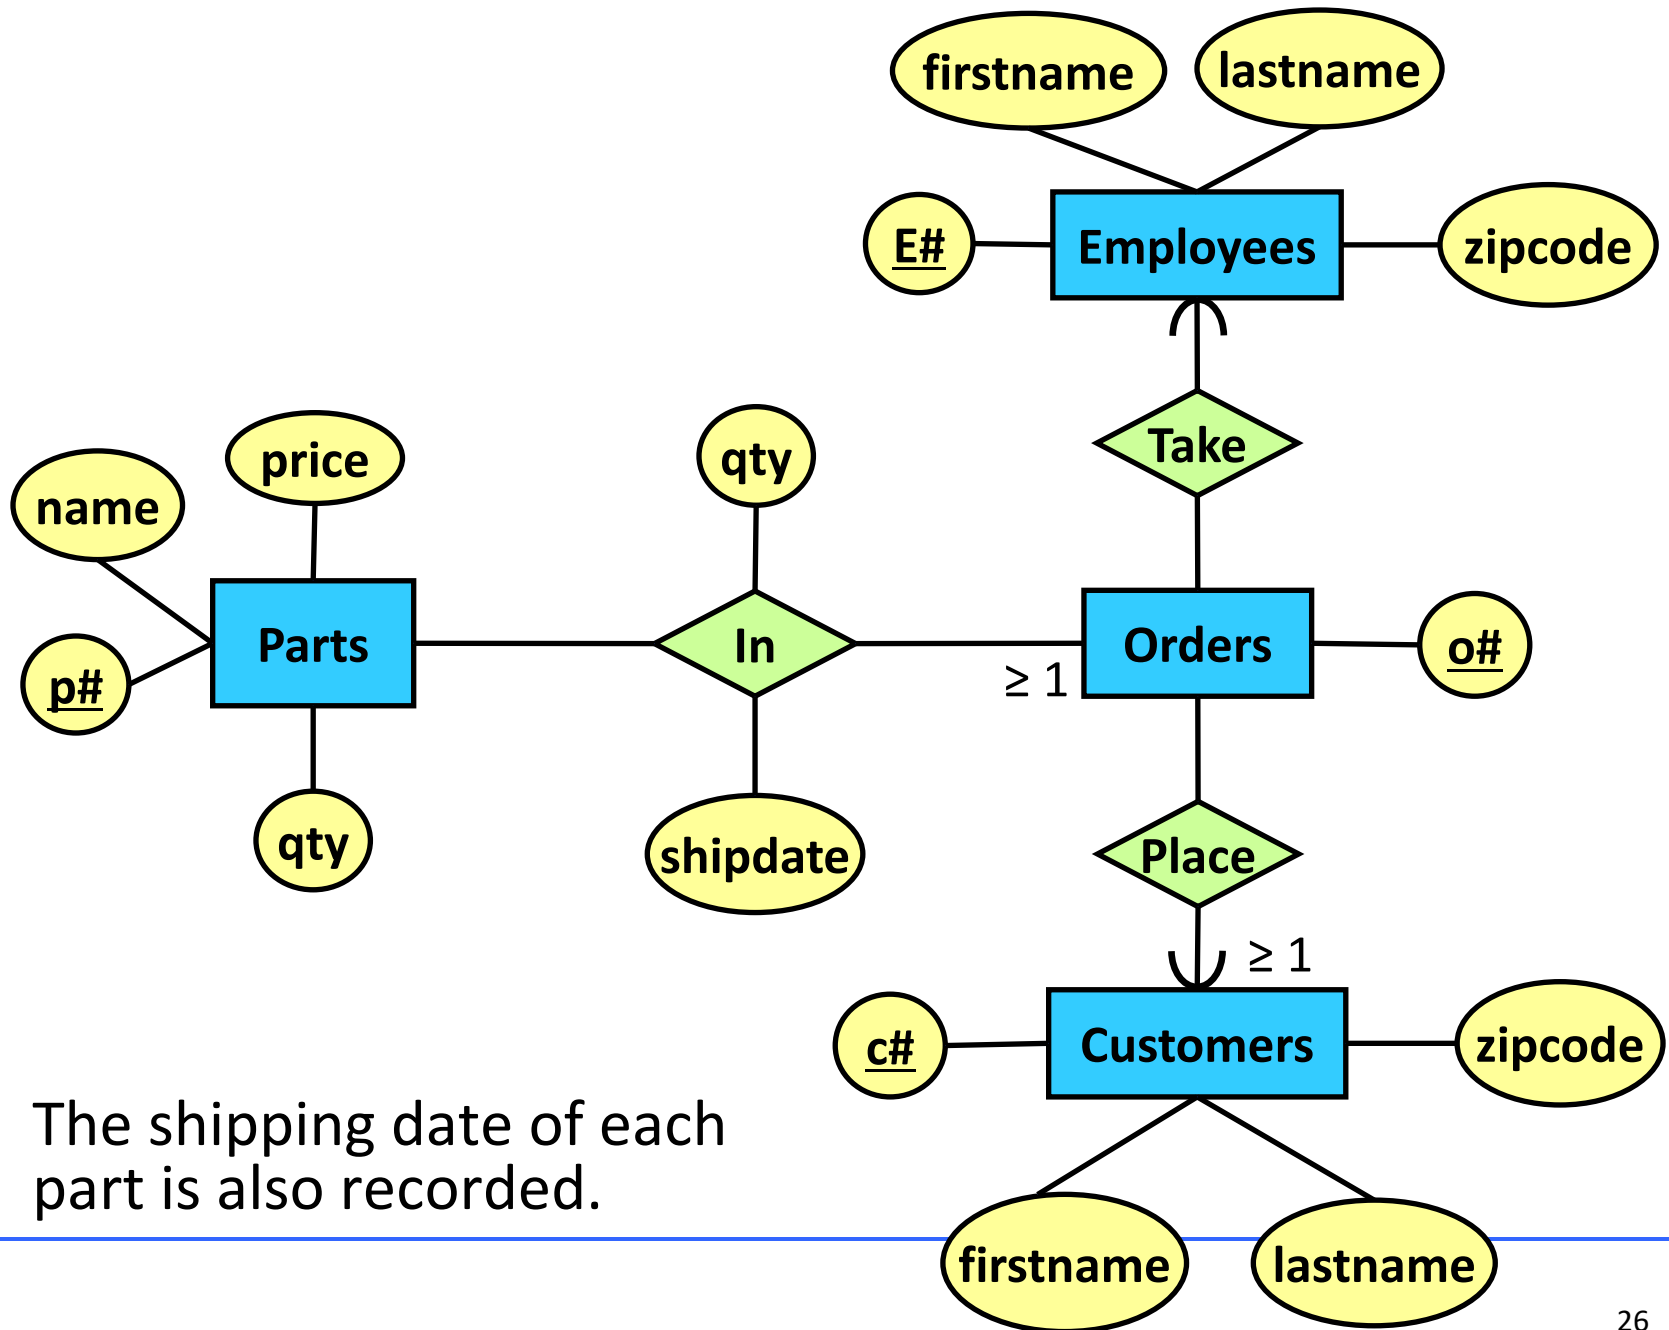 firstname
lastname
E#
Employees
zipcode
Take
name
price
qty
p#
Parts
In
≥ 1
Orders
o#
qty
shipdate
Place
≥ 1
c#
Customers
zipcode
The shipping date of each
part is also recorded.
firstname
lastname
26